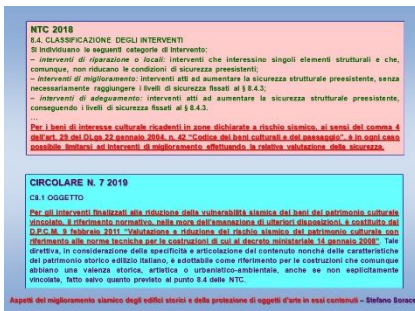 NTC 2018
8.4. CLASSIFICAZIONE DEGLI INTERVENTI
Si individuano le seguenti categorie di intervento:
– interventi di riparazione o locali: interventi che interessino singoli elementi strutturali e che,
comunque, non riducano le condizioni di sicurezza preesistenti;
– interventi di miglioramento: interventi atti ad aumentare la sicurezza strutturale preesistente, senza
necessariamente raggiungere i livelli di sicurezza fissati al § 8.4.3;
– interventi di adeguamento: interventi atti ad aumentare la sicurezza strutturale preesistente,
conseguendo i livelli di sicurezza fissati al § 8.4.3.
...
Per i beni di interesse culturale ricadenti in zone dichiarate a rischio sismico, ai sensi del comma 4
dell'art. 29 del DLgs 22 gennaio 2004, n. 42 "Codice dei beni culturali e del paesaggio", è in ogni caso
possibile limitarsi ad interventi di miglioramento effettuando la relativa valutazione della sicurezza.
CIRCOLARE N. 7 2019
C8.1 OGGETTO
Per gli interventi finalizzati alla riduzione della vulnerabilità sismica dei beni del patrimonio culturale
vincolato, il riferimento normativo, nelle more dell'emanazione di ulteriori disposizioni, è costituito dal
D.P.C.M. 9 febbraio 2011 "Valutazione e riduzione del rischio sismico del patrimonio culturale con
riferimento alle norme tecniche per le costruzioni di cui al decreto ministeriale 14 gennaio 2008". Tale
direttiva, in considerazione della specificità e articolazione del contenuto nonché delle caratteristiche
del patrimonio storico edilizio italiano, è adottabile come riferimento per le costruzioni che comunque
abbiano una valenza storica, artistica o urbanistico-ambientale, anche se non esplicitamente
vincolate, fatto salvo quanto previsto al punto 8.4 delle NTC.
Aspetti del miglioramento sismico degli edifici storici e della protezione di oggetti d'arte in essi contenuti – Stefano Sorace